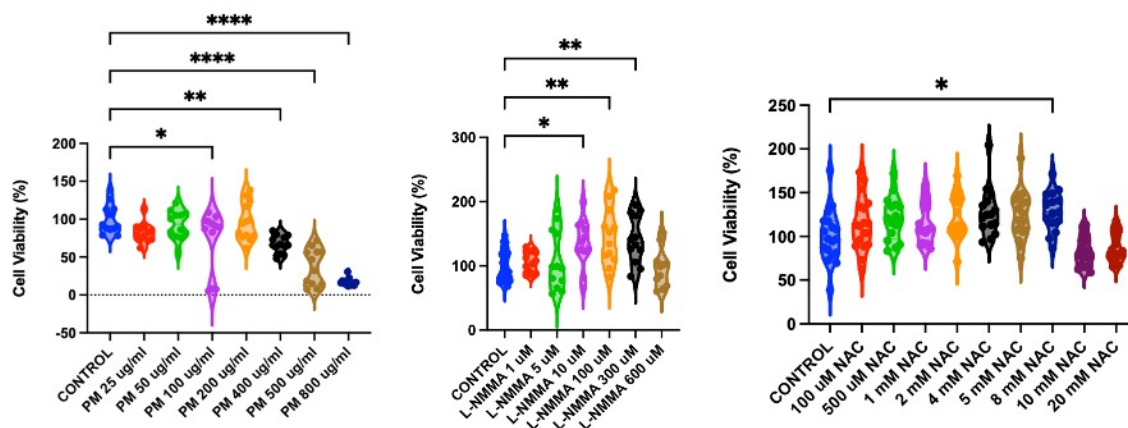 ****
****
**
*
Cell Viability (%)
200
150
100
50
0
-50
CONTROL
PM 25 ug/ml
PM 50 ug/ml
PM 100 ug/ml
PM 200 ug/ml
PM 400 ug/ml
PM 500 ug/ml
PM 800 ug/ml
**
**
*
Cell Viability (%)
300
200
100
0
CONTROL
L-NMMA 1 uM
L-NMMA 5 uM
L-NMMA 10 uM
L-NMMA 100 uM
L-NMMA 300 uM
L-NMMA 600 uM
*
Cell Viability (%)
250
200
150
100
50
0
CONTROL
100 uM NAC
500 uM NAC
1 mM NAC
2 mM NAC
4 mM NAC
5 mM NAC
8 mM NAC
10 mM NAC
20 mM NAC